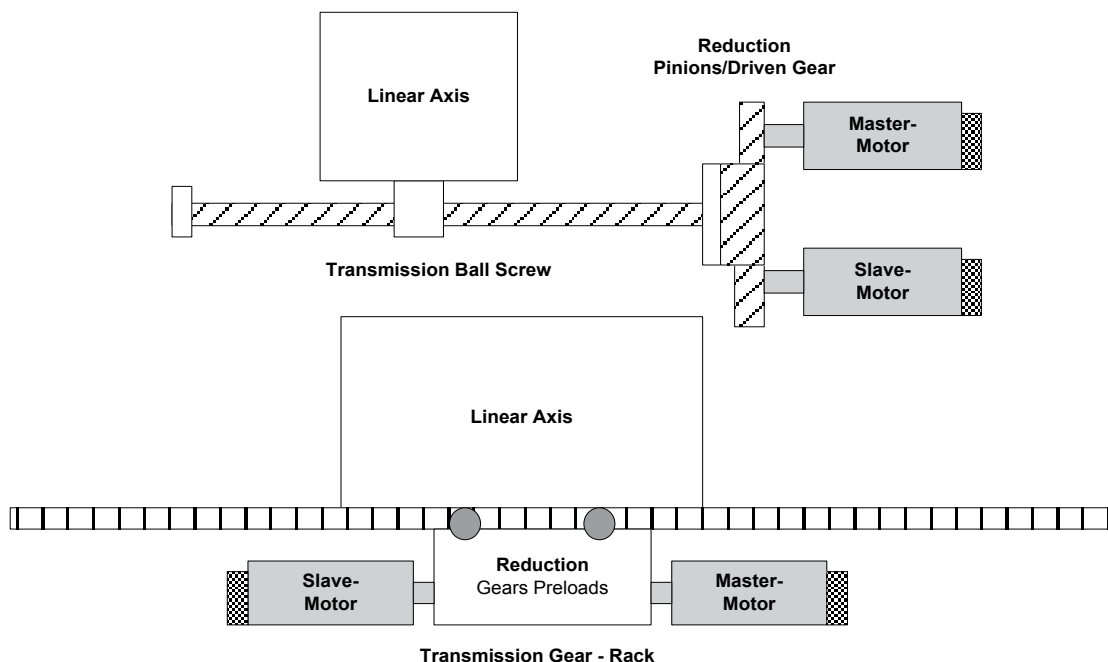 Reduction
Pinions/Driven Gear
Linear Axis
Master-
Motor
Transmission Ball Screw
Slave-
Motor
Linear Axis
Reduction
Gears Preloads
Slave-
Motor
Master-
Motor
Transmission Gear - Rack